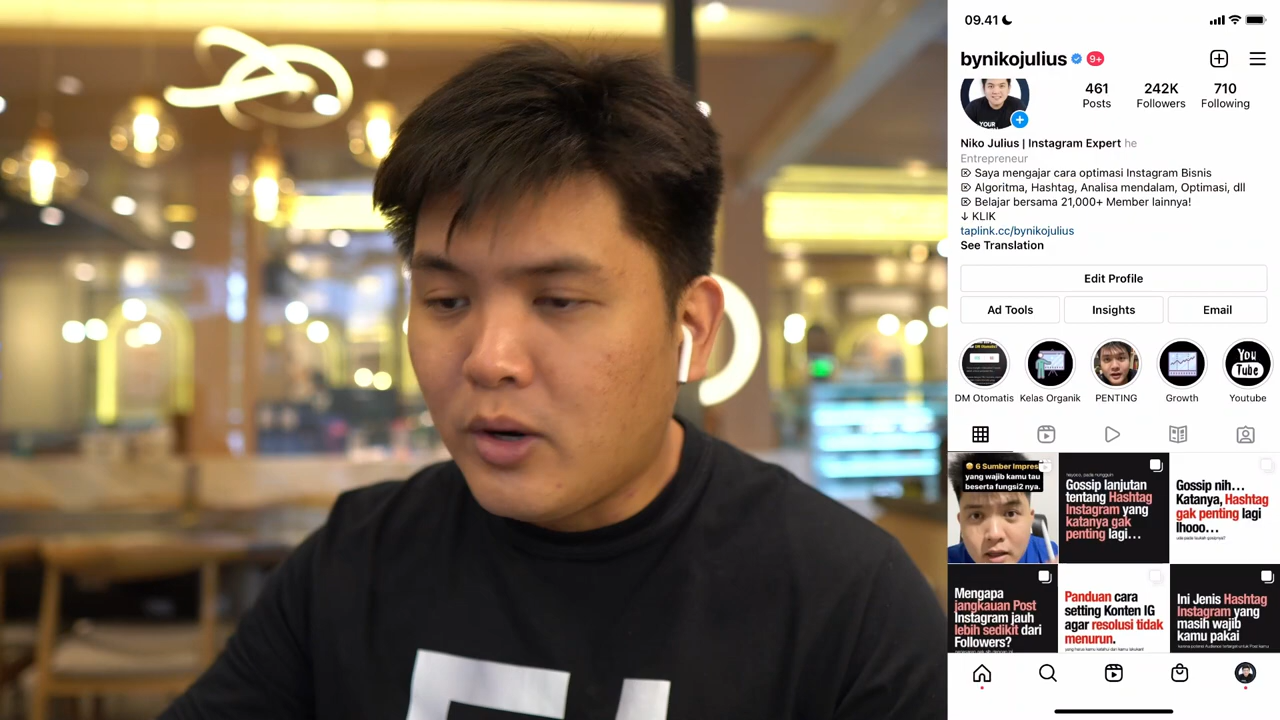 09.41
bynikojulius 9+
461 242K 710
Posts Followers Following
YOUR
Niko Julius | Instagram Expert he
Entrepreneur
⌦ Saya mengajar cara optimasi Instagram Bisnis
⌦ Algoritma, Hashtag, Analisa mendalam, Optimasi, dll
⌦ Belajar bersama 21,000+ Member lainnya!
↓ KLIK
taplink.cc/bynikojulius
See Translation
Edit Profile
Ad Tools Insights Email
You
Tube
DM Otomatis Kelas Organik PENTING Growth Youtube
6 Sumber Impres
yang wajib kamu tau
beserta fungsi2 nya.
Gossip lanjutan
tentang Hashtag
Instagram yang
katanya gak
penting lagi...
Gossip nih...
Katanya, Hashtag
gak penting lagi
lhooo...
Mengapa
jangkauan Post
Instagram jauh
lebih sedikit dari
Followers?
Panduan cara
setting Konten IG
agar resolusi tidak
menurun.
Ini Jenis Hashtag
Instagram yang
masih wajib
kamu pakai